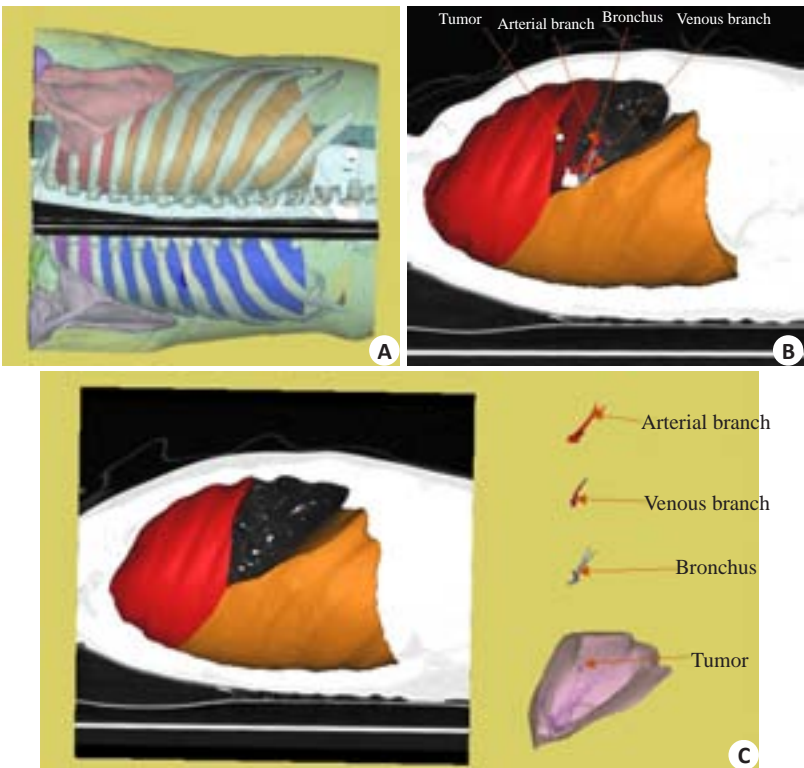 Tumor
Arterial branch
Bronchus
Venous branch
A
B
Arterial branch
Venous branch
Bronchus
Tumor
C